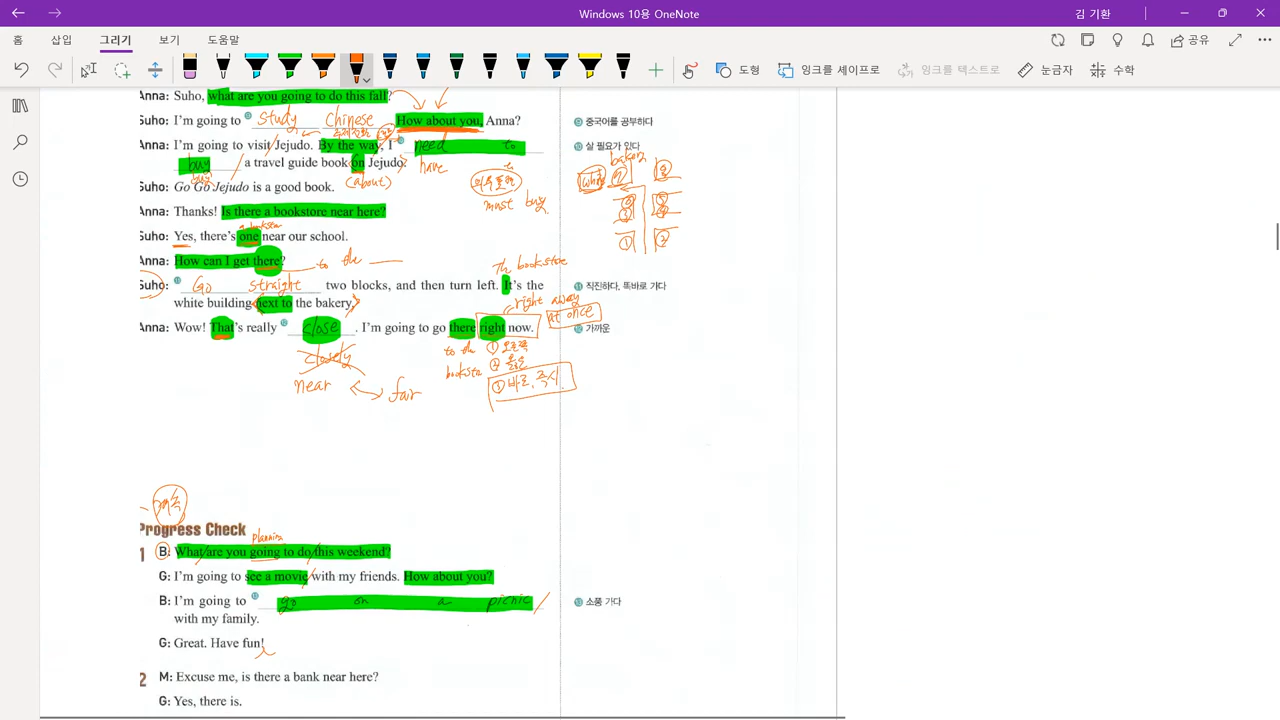 Windows 10용 OneNote
김 기환
홈 삽입 그리기 보기 도움말
공유
도형 잉크를 셰이프로 잉크를 텍스트로 눈금자 수학
Anna: Suho, what are you going to do this fall?
Suho: I'm going to study Chinese. How about you, Anna?
중국어를 공부하다
Anna: I'm going to visit Jejudo. By the way, I need to
살 필요가 있다
buy a travel guide book on Jejudo.
have
(about)
must buy
Suho: Go Go Jejudo is a good book.
Anna: Thanks! Is there a bookstore near here?
Suho: Yes, there's one near our school.
Anna: How can I get there?
to the
The bookstore
Suho: Go straight two blocks, and then turn left. It's the
직진하다, 똑바로 가다
white building next to the bakery.
right away
at once
Anna: Wow! That's really close. I'm going to go there right now.
가까운
closely
to the
① 오른쪽
② 옳은
③ 바로, 즉시
near ↔ fair
Progress Check
planning
1 B: What are you going to do this weekend?
G: I'm going to see a movie with my friends. How about you?
B: I'm going to go on a picnic
소풍 가다
with my family.
G: Great. Have fun!
2 M: Excuse me, is there a bank near here?
G: Yes, there is.